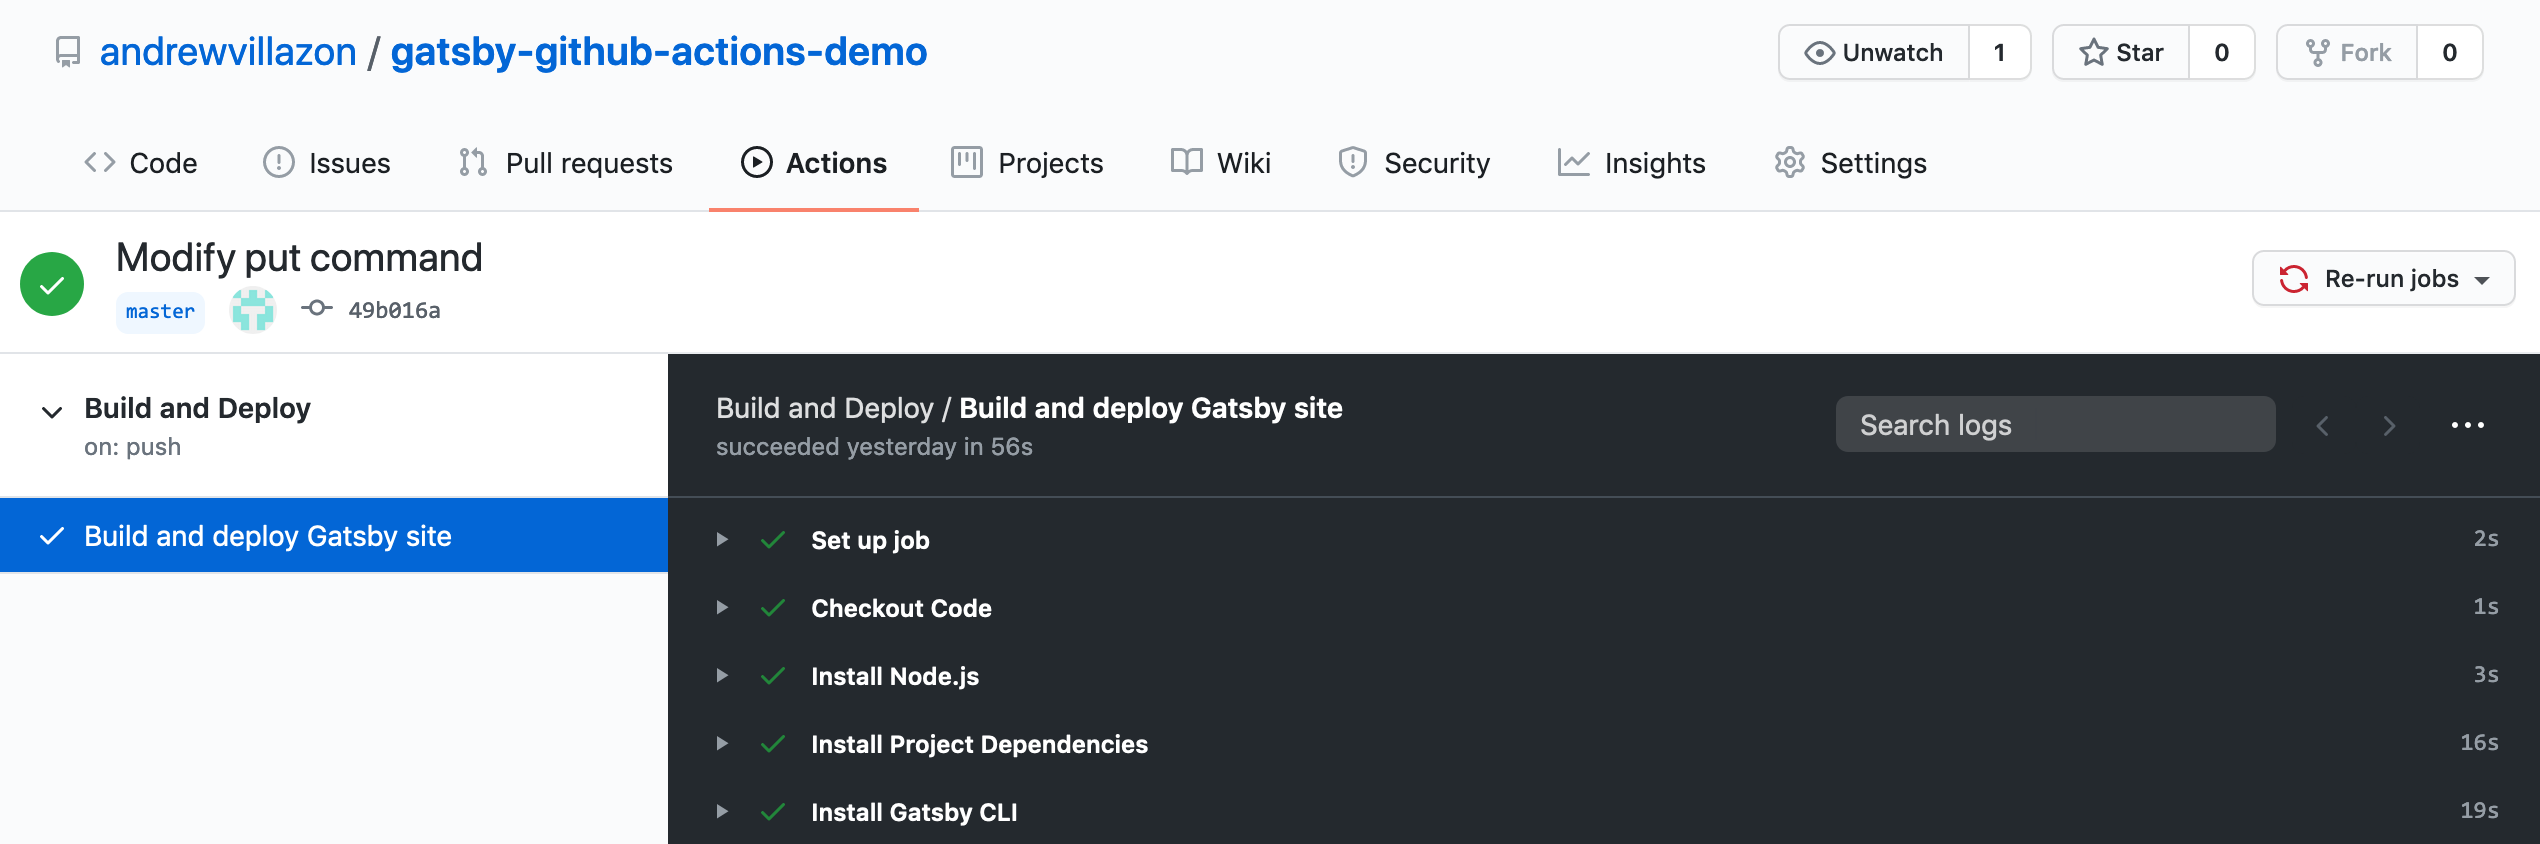 andrewvillazon / gatsby-github-actions-demo
Unwatch 1 Star 0 Fork 0
Code Issues Pull requests Actions Projects Wiki Security Insights Settings
Modify put command
master 49b016a
Re-run jobs
Build and Deploy
on: push
Build and deploy Gatsby site
Build and Deploy / Build and deploy Gatsby site
succeeded yesterday in 56s
Search logs
Set up job 2s
Checkout Code 1s
Install Node.js 3s
Install Project Dependencies 16s
Install Gatsby CLI 19s